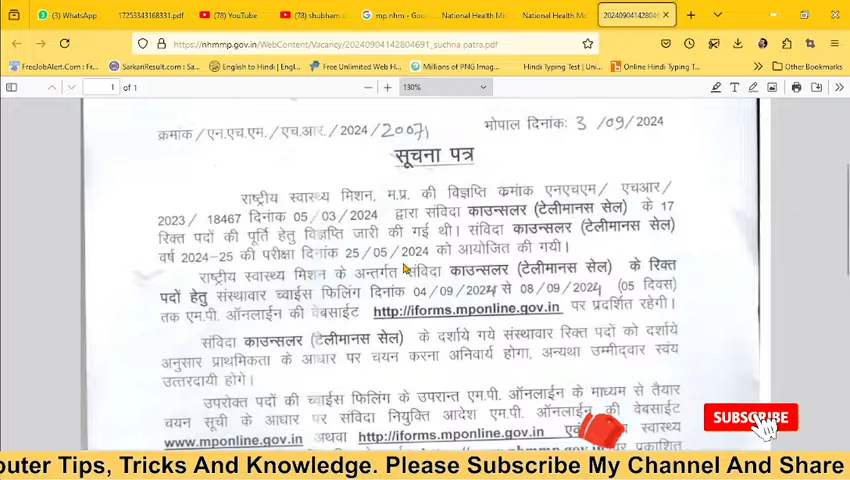 WhatsApp 17253343168331.pdf (78) YouTube (78) shubham s mp nhm - Goo National Health Mi National Health Mi 20240904142804691_
https://nhmmp.gov.in/WebContent/Vacancy/20240904142804691_suchna patra.pdf
FreeJobAlert.Com | Fre... SarkariResult.com : Sa... English to Hindi | Engl... Free Unlimited Web H... Millions of PNG Imag... Hindi Typing Test | Uni... Online Hindi Typing T... Other Bookmarks
1 of 1 130%
क्रमांक/एन.एच.एम./एच.आर./2024/20071 भोपाल दिनांक: 3 /09/2024
सूचना पत्र
राष्ट्रीय स्वास्थ्य मिशन, म.प्र. की विज्ञप्ति क्रमांक एनएचएम/ एचआर/
2023/ 18467 दिनांक 05/03/2024 द्वारा संविदा काउन्सलर (टेलीमानस सेल) के 17
रिक्त पदों की पूर्ति हेतु विज्ञप्ति जारी की गई थी। संविदा काउन्सलर (टेलीमानस सेल)
वर्ष 2024-25 की परीक्षा दिनांक 25/05/2024 को आयोजित की गयी।
राष्ट्रीय स्वास्थ्य मिशन के अन्तर्गत संविदा काउन्सलर (टेलीमानस सेल) के रिक्त
पदों हेतु संस्थावार च्वाईस फिलिंग दिनांक 04/09/2024 से 08/09/2024 (05 दिवस)
तक एम.पी. ऑनलाईन की वेबसाईट http://iforms.mponline.gov.in पर प्रदर्शित रहेगी।
संविदा काउन्सलर (टेलीमानस सेल) के दर्शाये गये संस्थावार रिक्त पदों को दर्शाये
अनुसार प्राथमिकता के आधार पर चयन करना अनिवार्य होगा, अन्यथा उम्मीदवार स्वंय
उत्तरदायी होगे।
उपरोक्त पदों की च्वाईस फिलिंग के उपरान्त एम.पी. ऑनलाईन के माध्यम से तैयार
चयन सूची के आधार पर संविदा नियुक्ति आदेश एम.पी. ऑनलाईन की वेबसाईट
www.mponline.gov.in अथवा http://iforms.mponline.gov.in स्वास्थ्य
पर प्रकाशित
SUBSCRIBE
outer Tips, Tricks And Knowledge. Please Subscribe My Channel And Share